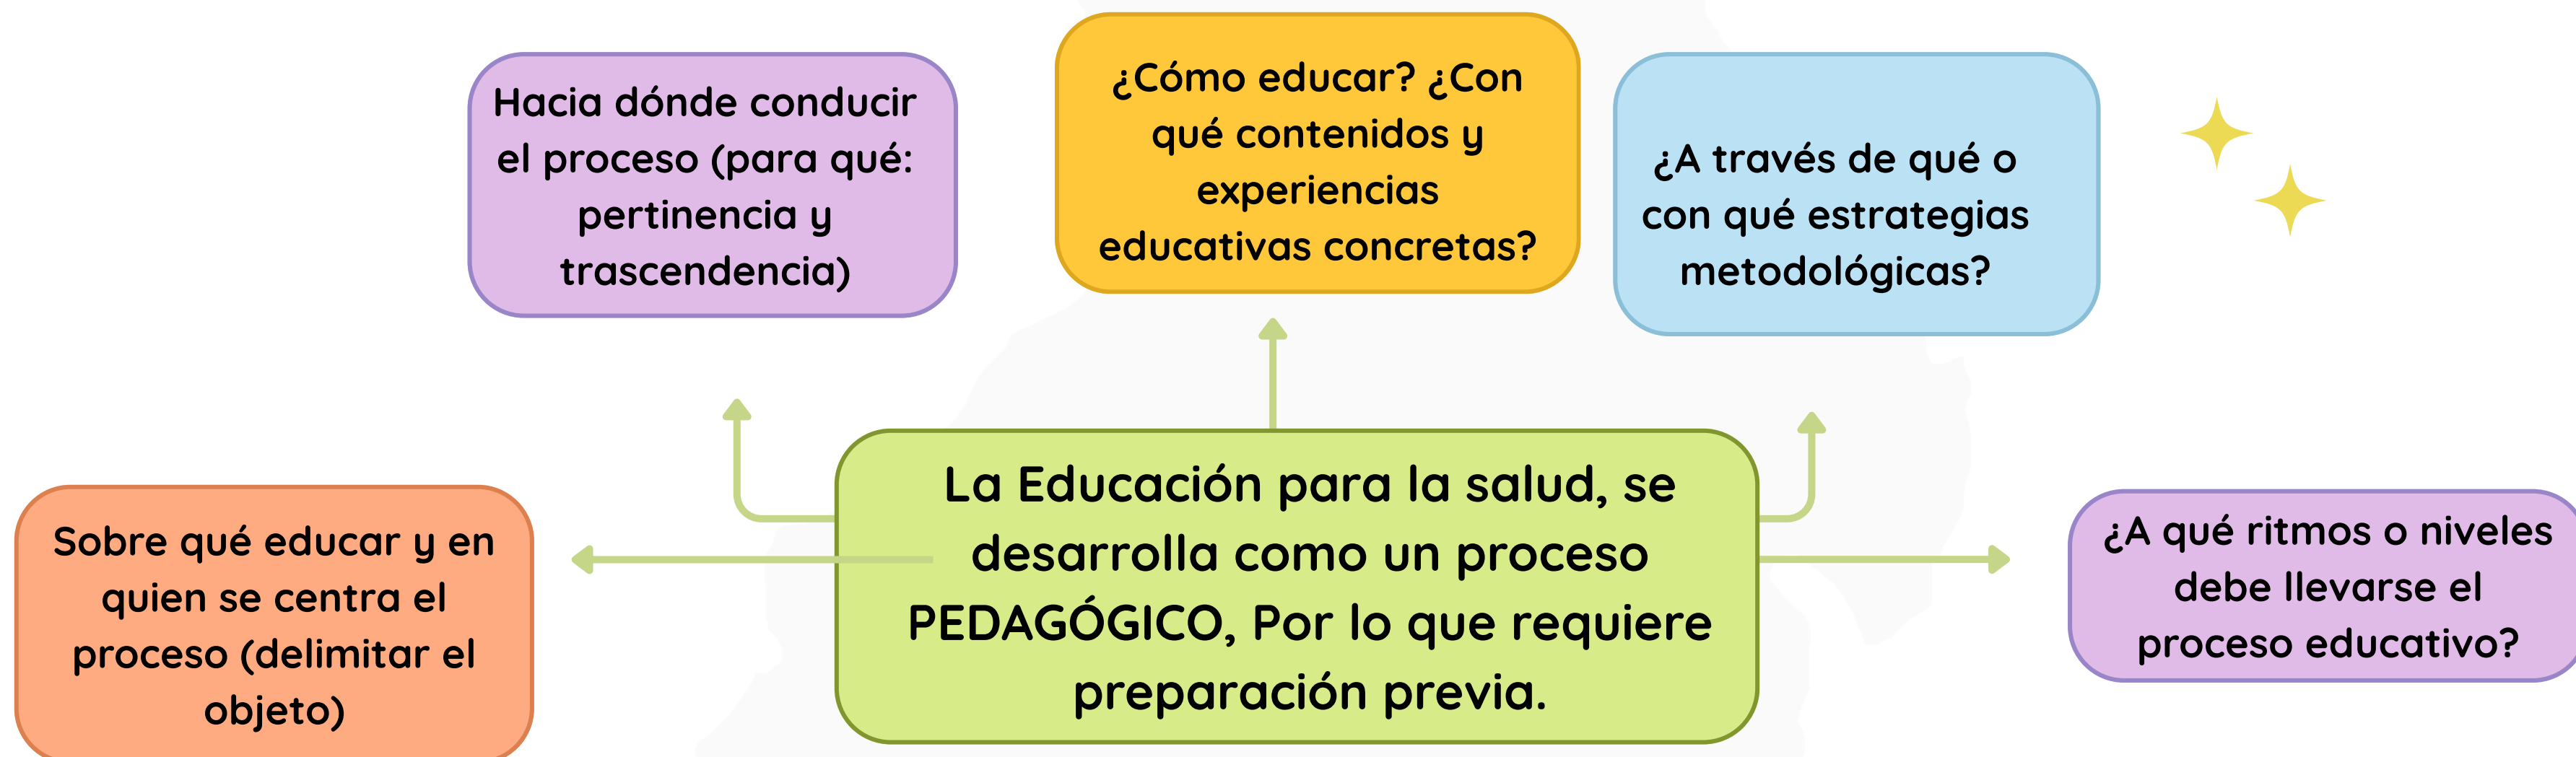 Hacia dónde conducir
el proceso (para qué:
pertinencia y
trascendencia)
¿Cómo educar? ¿Con
qué contenidos y
experiencias
educativas concretas?
¿A través de qué o
con qué estrategias
metodológicas?
Sobre qué educar y en
quien se centra el
proceso (delimitar el
objeto)
La Educación para la salud, se
desarrolla como un proceso
PEDAGÓGICO, Por lo que requiere
preparación previa.
¿A qué ritmos o niveles
debe llevarse el
proceso educativo?